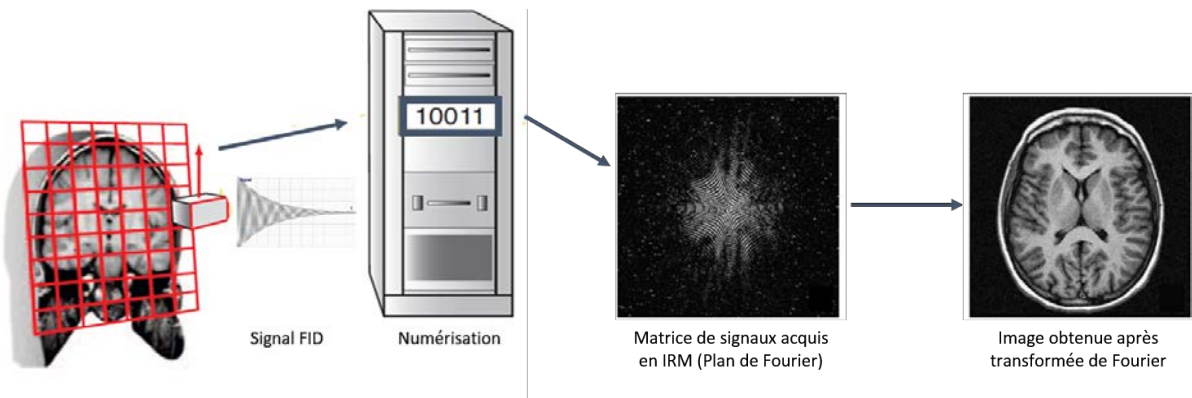 10011
Signal FID
Numérisation
Matrice de signaux acquis
en IRM (Plan de Fourier)
Image obtenue après
transformée de Fourier